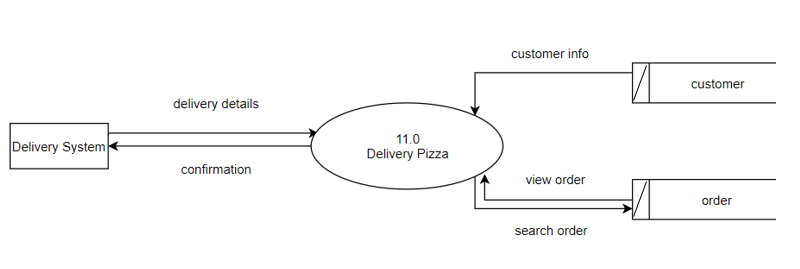 customer info
customer
delivery details
11.0
Delivery Pizza
Delivery System
confirmation
view order
order
search order